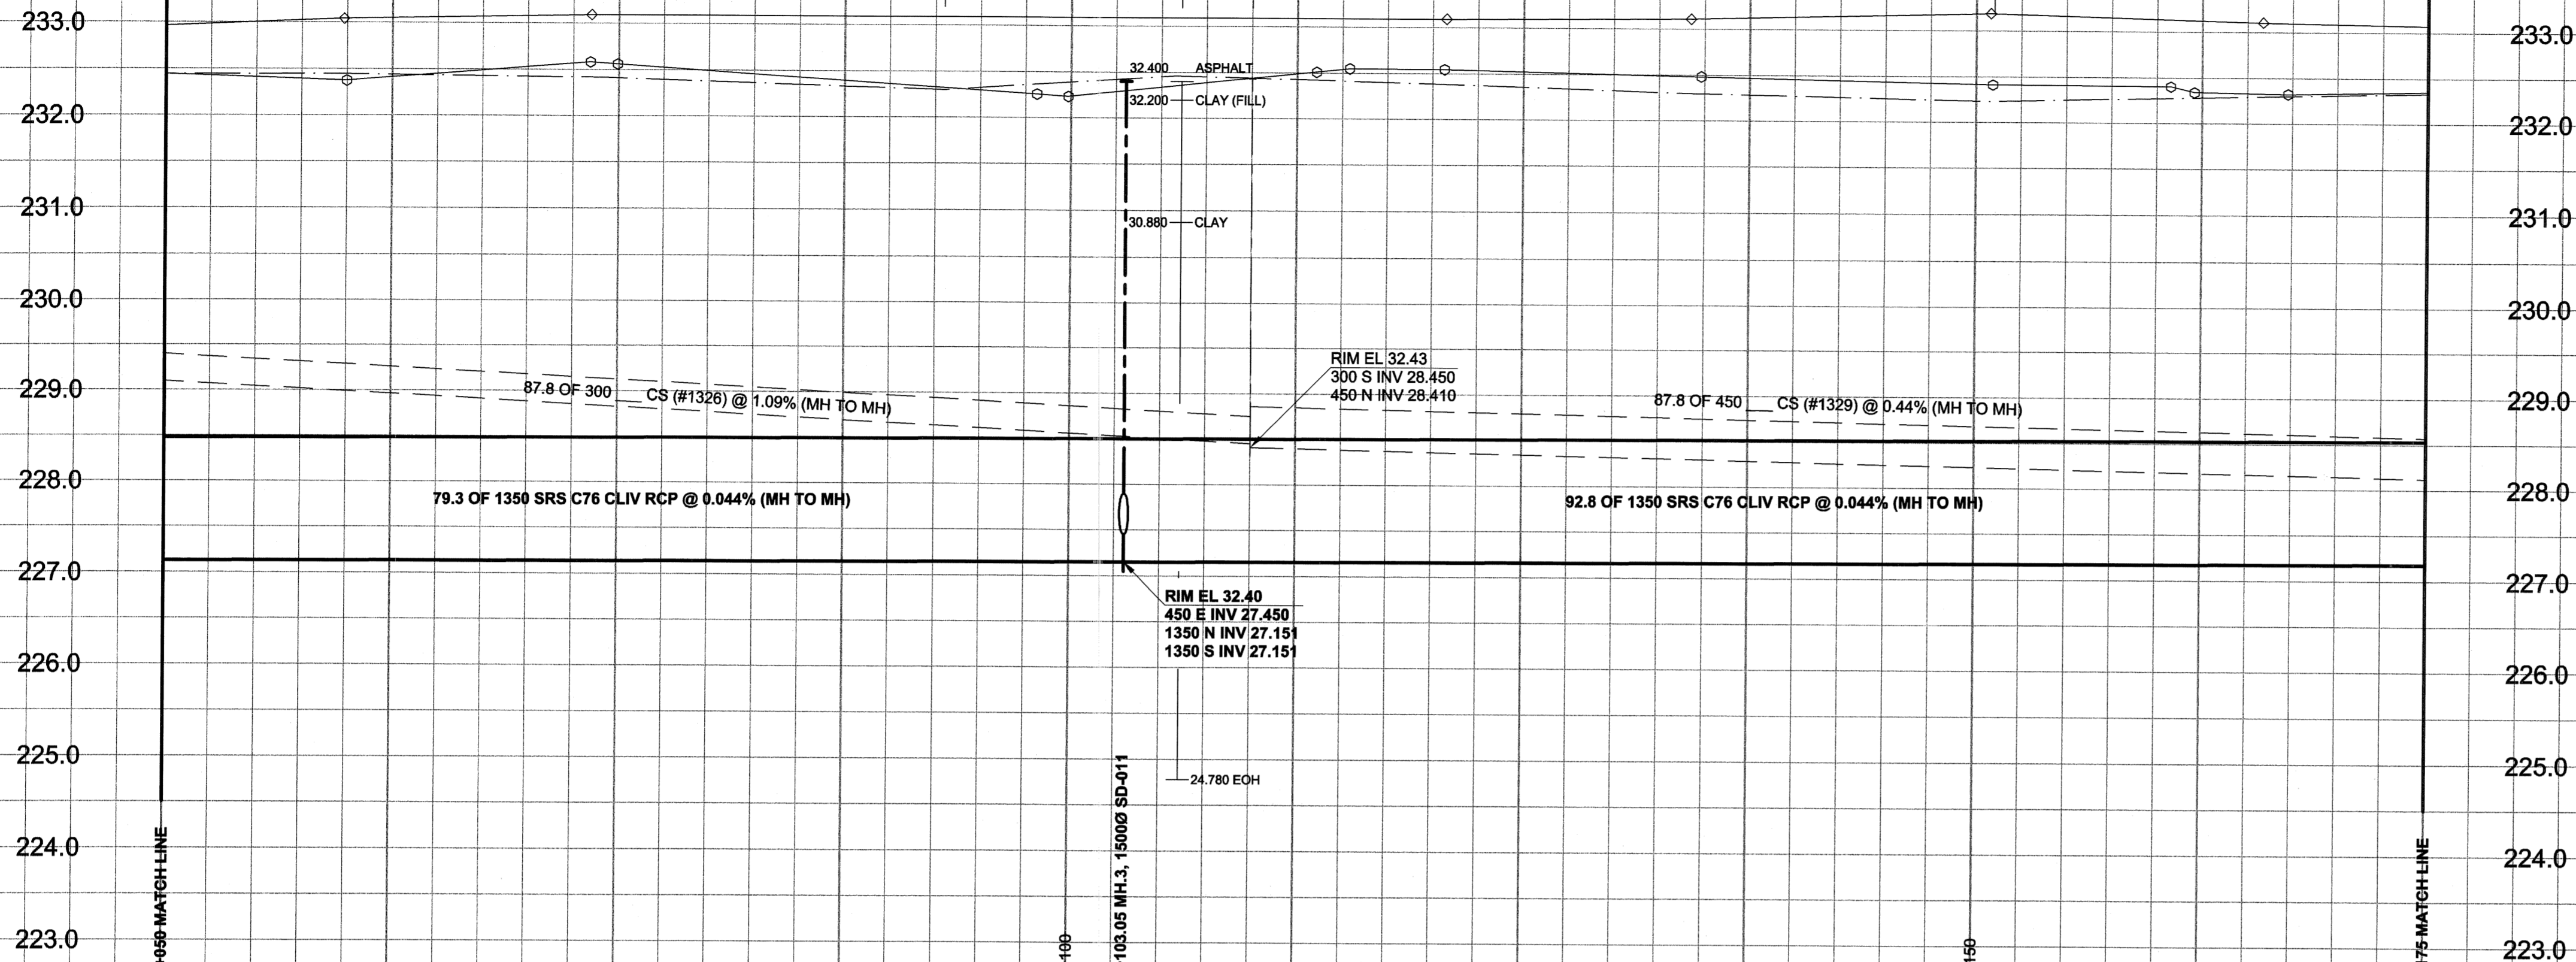 233.0
233.0
32.400 ASPHALT
32.200 CLAY (FILL)
232.0
232.0
231.0
231.0
30.880 CLAY
230.0
230.0
RIM EL 32.43
300 S INV 28.450
450 N INV 28.410
229.0
87.8 OF 300 CS (#1326) @ 1.09% (MH TO MH)
87.8 OF 450 CS (#1329) @ 0.44% (MH TO MH)
229.0
228.0
228.0
79.3 OF 1350 SRS C76 CLIV RCP @ 0.044% (MH TO MH)
92.8 OF 1350 SRS C76 CLIV RCP @ 0.044% (MH TO MH)
227.0
227.0
RIM EL 32.40
450 E INV 27.450
1350 N INV 27.151
1350 S INV 27.151
226.0
226.0
225.0
225.0
24.780 EOH
224.0
224.0
223.0
223.0
+050 MATCH LINE
100
103.05 MH.3, 1500Ø SD-011
150
75 MATCH LINE